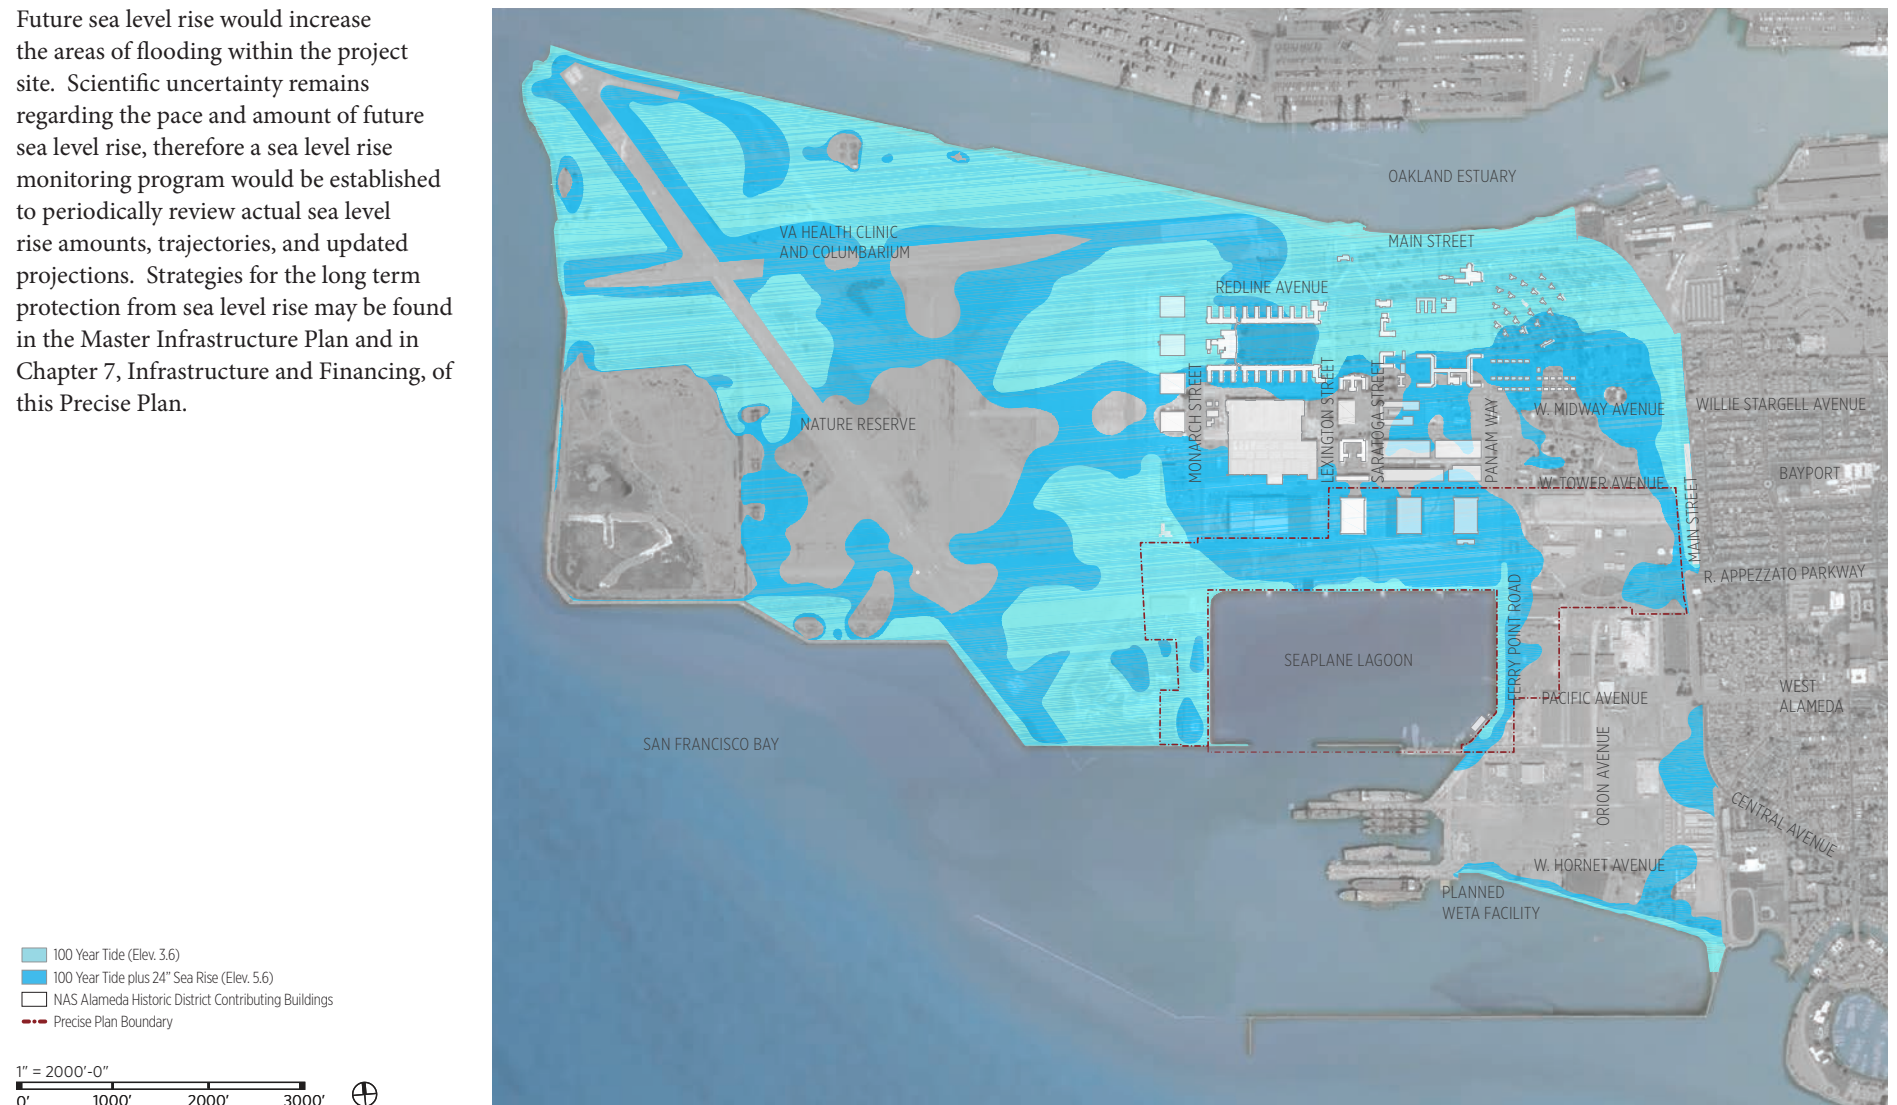 Future sea level rise would increase
the areas of flooding within the project
site.  Scientific uncertainty remains
regarding the pace and amount of future
sea level rise, therefore a sea level rise
monitoring program would be established
to periodically review actual sea level
rise amounts, trajectories, and updated
projections.  Strategies for the long term
protection from sea level rise may be found
in the Master Infrastructure Plan and in
Chapter 7, Infrastructure and Financing, of
this Precise Plan.
OAKLAND ESTUARY
MAIN STREET
VA HEALTH CLINIC
AND COLUMBARIUM
REDLINE AVENUE
NATURE RESERVE
MONARCH STREET
LEXINGTON STREET
SARATOGA STREET
PAN AM WAY
W. MIDWAY AVENUE
WILLIE STARGELL AVENUE
BAYPORT
W. TOWER AVENUE
MAIN STREET
R. APPEZZATO PARKWAY
FERRY POINT ROAD
SEAPLANE LAGOON
PACIFIC AVENUE
WEST
ALAMEDA
SAN FRANCISCO BAY
ORION AVENUE
CENTRAL AVENUE
W. HORNET AVENUE
PLANNED
WETA FACILITY
100 Year Tide (Elev. 3.6)
100 Year Tide plus 24” Sea Rise (Elev. 5.6)
NAS Alameda Historic District Contributing Buildings
Precise Plan Boundary
1” = 2000’-0”
0’ 1000’ 2000’ 3000’